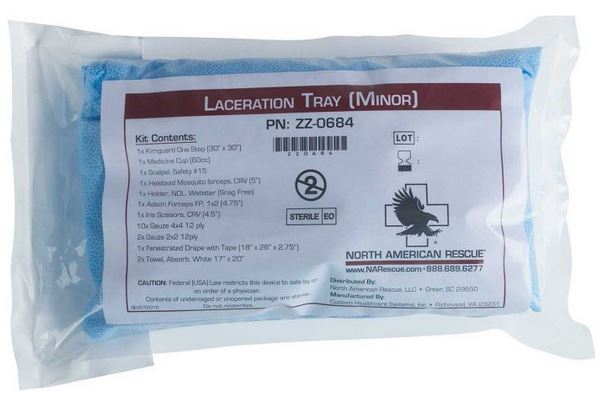 LACERATION TRAY (MINOR)
PN: ZZ-0684
220684
Kit Contents:
1x Kimguard One Step (30" x 30")
1x Medicine Cup (60cc)
1x Scalpel, Safety #15
1x Halstead Mosquito forceps, CRV (5")
1x Holder, NDL. Webster (Snag Free)
1x Adson Forceps FP, 1x2 (4.75")
1x Iris Scissors, CRV (4.5")
10x Gauze 4x4 12 ply
2x Gauze 2x2 12ply
1x Fenestrated Drape with Tape (18" x 26" x 2.75")
2x Towel, Absorb. White 17" x 20"
CAUTION: Federal (USA) Law restricts this device to sale by or
on order of a physician.
Contents of undamaged or unopened package are sterile.
Do not resterilize.
REV072015
2
STERILE EO
LOT :
:
NORTH AMERICAN RESCUE®
www.NARescue.com • 888.689.6277
Distributed By:
North American Rescue, LLC • Greer, SC 29650
Manufactured By:
Custom Healthcare Systems, Inc. • Richmond, VA 23231